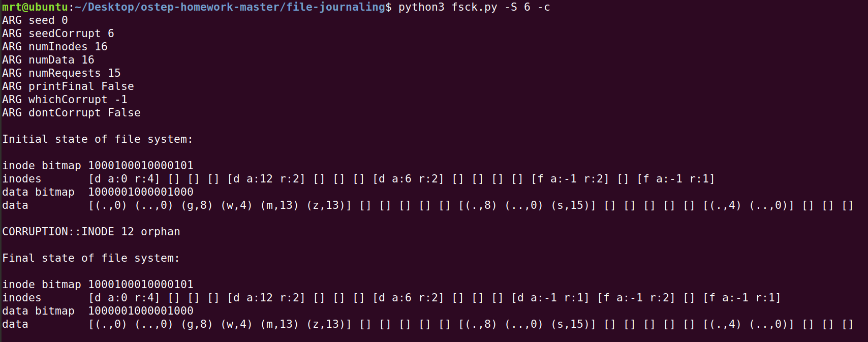 mrt@ubuntu:~/Desktop/ostep-homework-master/file-journaling$ python3 fsck.py -S 6 -c
ARG seed 0
ARG seedCorrupt 6
ARG numInodes 16
ARG numData 16
ARG numRequests 15
ARG printFinal False
ARG whichCorrupt -1
ARG dontCorrupt False
Initial state of file system:
inode bitmap 1000100010000101
inodes [d a:0 r:4] [] [] [] [d a:12 r:2] [] [] [] [d a:6 r:2] [] [] [] [] [f a:-1 r:2] [] [f a:-1 r:1]
data bitmap 1000001000001000
data [(.,0) (..,0) (g,8) (w,4) (m,13) (z,13)] [] [] [] [] [] [(.,8) (..,0) (s,15)] [] [] [] [] [] [(.,4) (..,0)] [] [] []
CORRUPTION::INODE 12 orphan
Final state of file system:
inode bitmap 1000100010000101
inodes [d a:0 r:4] [] [] [] [d a:12 r:2] [] [] [] [d a:6 r:2] [] [] [] [d a:-1 r:1] [f a:-1 r:2] [] [f a:-1 r:1]
data bitmap 1000001000001000
data [(.,0) (..,0) (g,8) (w,4) (m,13) (z,13)] [] [] [] [] [] [(.,8) (..,0) (s,15)] [] [] [] [] [] [(.,4) (..,0)] [] [] []